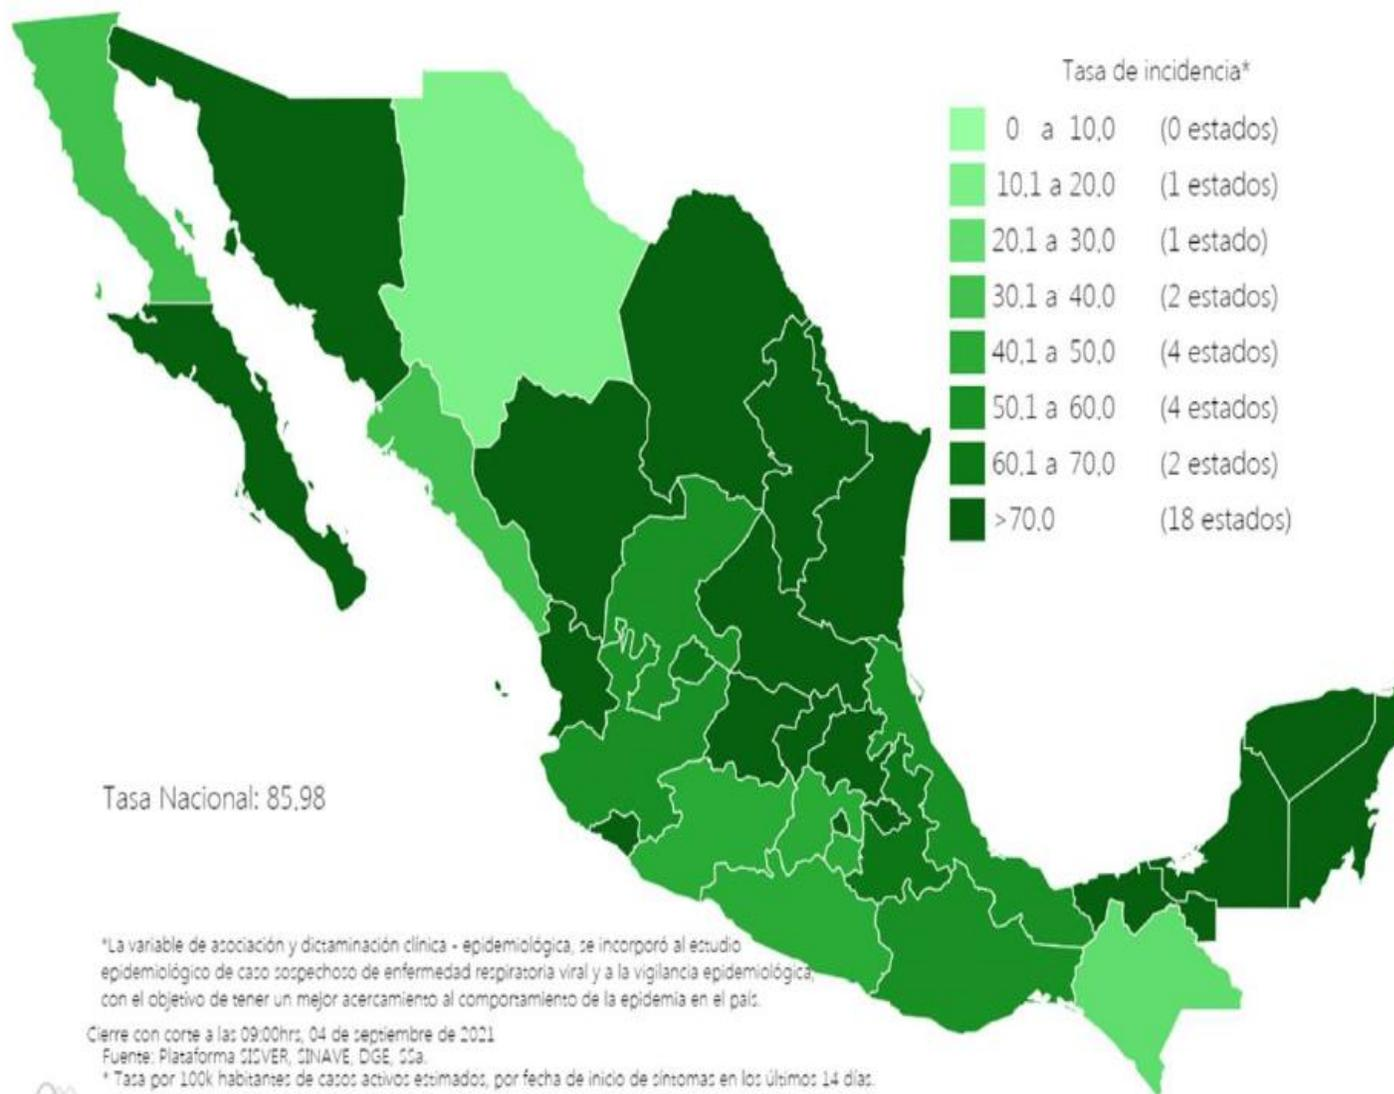 Tasa de incidencia*
0 a 10,0 (0 estados)
10,1 a 20,0 (1 estados)
20,1 a 30,0 (1 estado)
30,1 a 40,0 (2 estados)
40,1 a 50,0 (4 estados)
50,1 a 60,0 (4 estados)
60,1 a 70,0 (2 estados)
>70,0 (18 estados)
Tasa Nacional: 85,98
*La variable de asociación y dictaminación clínica - epidemiológica, se incorporó al estudio
epidemiológico de caso sospechoso de enfermedad respiratoria viral y a la vigilancia epidemiológica,
con el objetivo de tener un mejor acercamiento al comportamiento de la epidemia en el país.
Cierre con corte a las 09:00hrs, 04 de septiembre de 2021
Fuente: Plataforma SISVER, SINAVE, DGE, SSa.
* Tasa por 100k habitantes de casos activos estimados, por fecha de inicio de síntomas en los últimos 14 días.